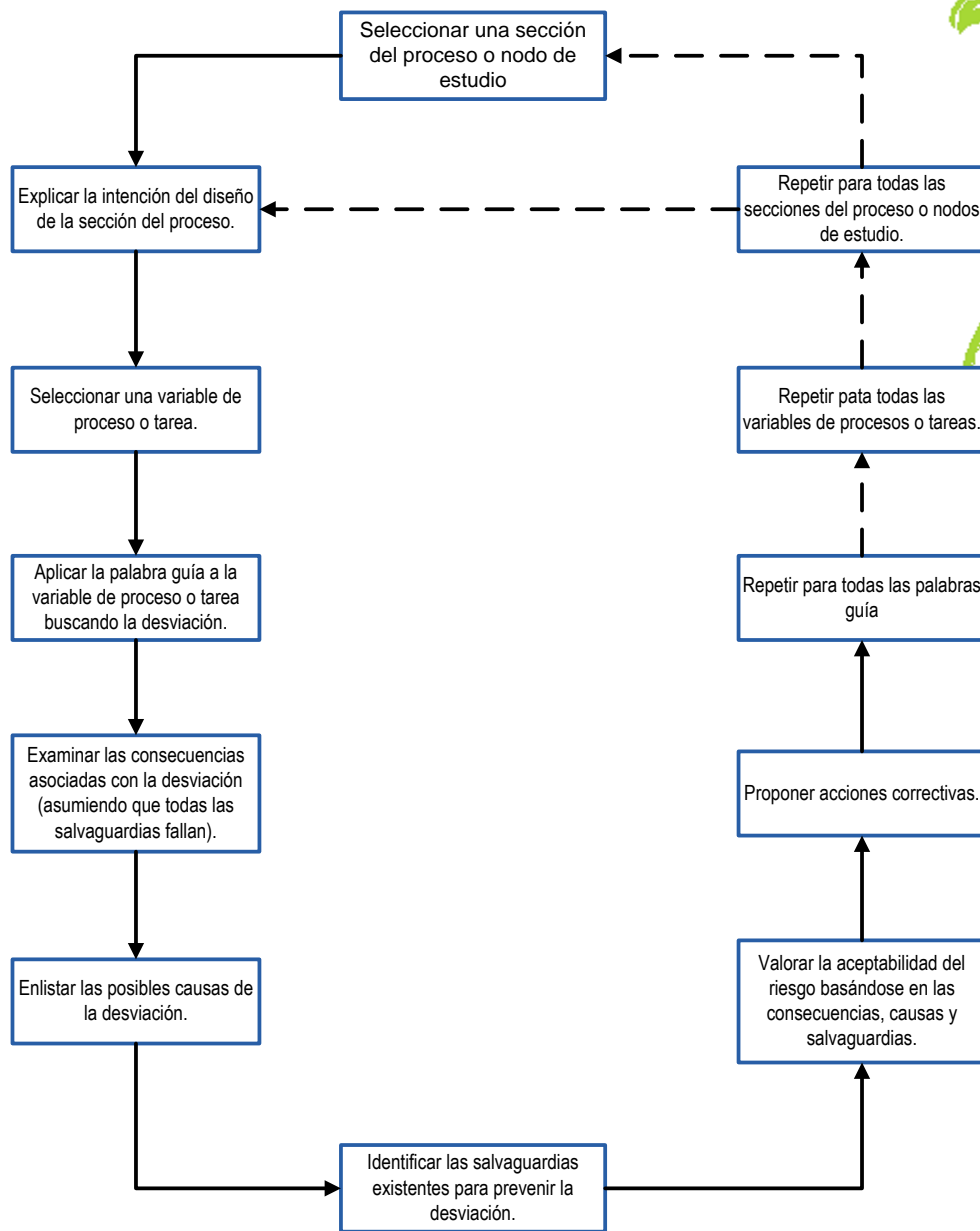 Seleccionar una sección
del proceso o nodo de
estudio
Explicar la intención del diseño
de la sección del proceso.
Repetir para todas las
secciones del proceso o nodos
de estudio.
Seleccionar una variable de
proceso o tarea.
Repetir pata todas las
variables de procesos o tareas.
Aplicar la palabra guía a la
variable de proceso o tarea
buscando la desviación.
Repetir para todas las palabras
guía
Examinar las consecuencias
asociadas con la desviación
(asumiendo que todas las
salvaguardias fallan).
Proponer acciones correctivas.
Enlistar las posibles causas de
la desviación.
Valorar la aceptabilidad del
riesgo basándose en las
consecuencias, causas y
salvaguardias.
Identificar las salvaguardias
existentes para prevenir la
desviación.